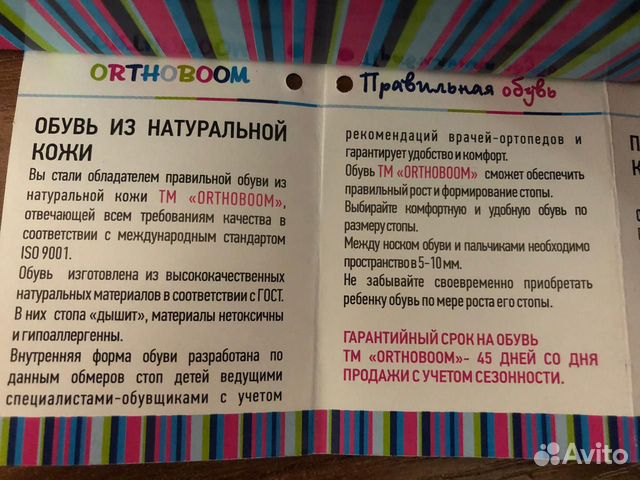 ORTHOBOOM
ОБУВЬ ИЗ НАТУРАЛЬНОЙ
КОЖИ
Вы стали обладателем правильной обуви из
натуральной кожи ТМ «ORTHOBOOM»,
отвечающей всем требованиям качества в
соответствии с международным стандартом
ISO 9001.
Обувь изготовлена из высококачественных
натуральных материалов в соответствии с ГОСТ.
В них стопа «дышит», материалы нетоксичны
и гипоаллергенны.
Внутренняя форма обуви разработана по
данным обмеров стоп детей ведущими
специалистами-обувщиками с учетом
Правильная обувь
рекомендаций врачей-ортопедов и
гарантирует удобство и комфорт.
Обувь ТМ «ORTHOBOOM» сможет обеспечить
правильный рост и формирование стопы.
Выбирайте комфортную и удобную обувь по
размеру стопы.
Между носком обуви и пальчиками необходимо
пространство в 5-10 мм.
Не забывайте своевременно приобретать
ребенку обувь по мере роста его стопы.
ГАРАНТИЙНЫЙ СРОК НА ОБУВЬ
ТМ «ORTHOBOOM»- 45 ДНЕЙ СО ДНЯ
ПРОДАЖИ С УЧЕТОМ СЕЗОННОСТИ.
Avito